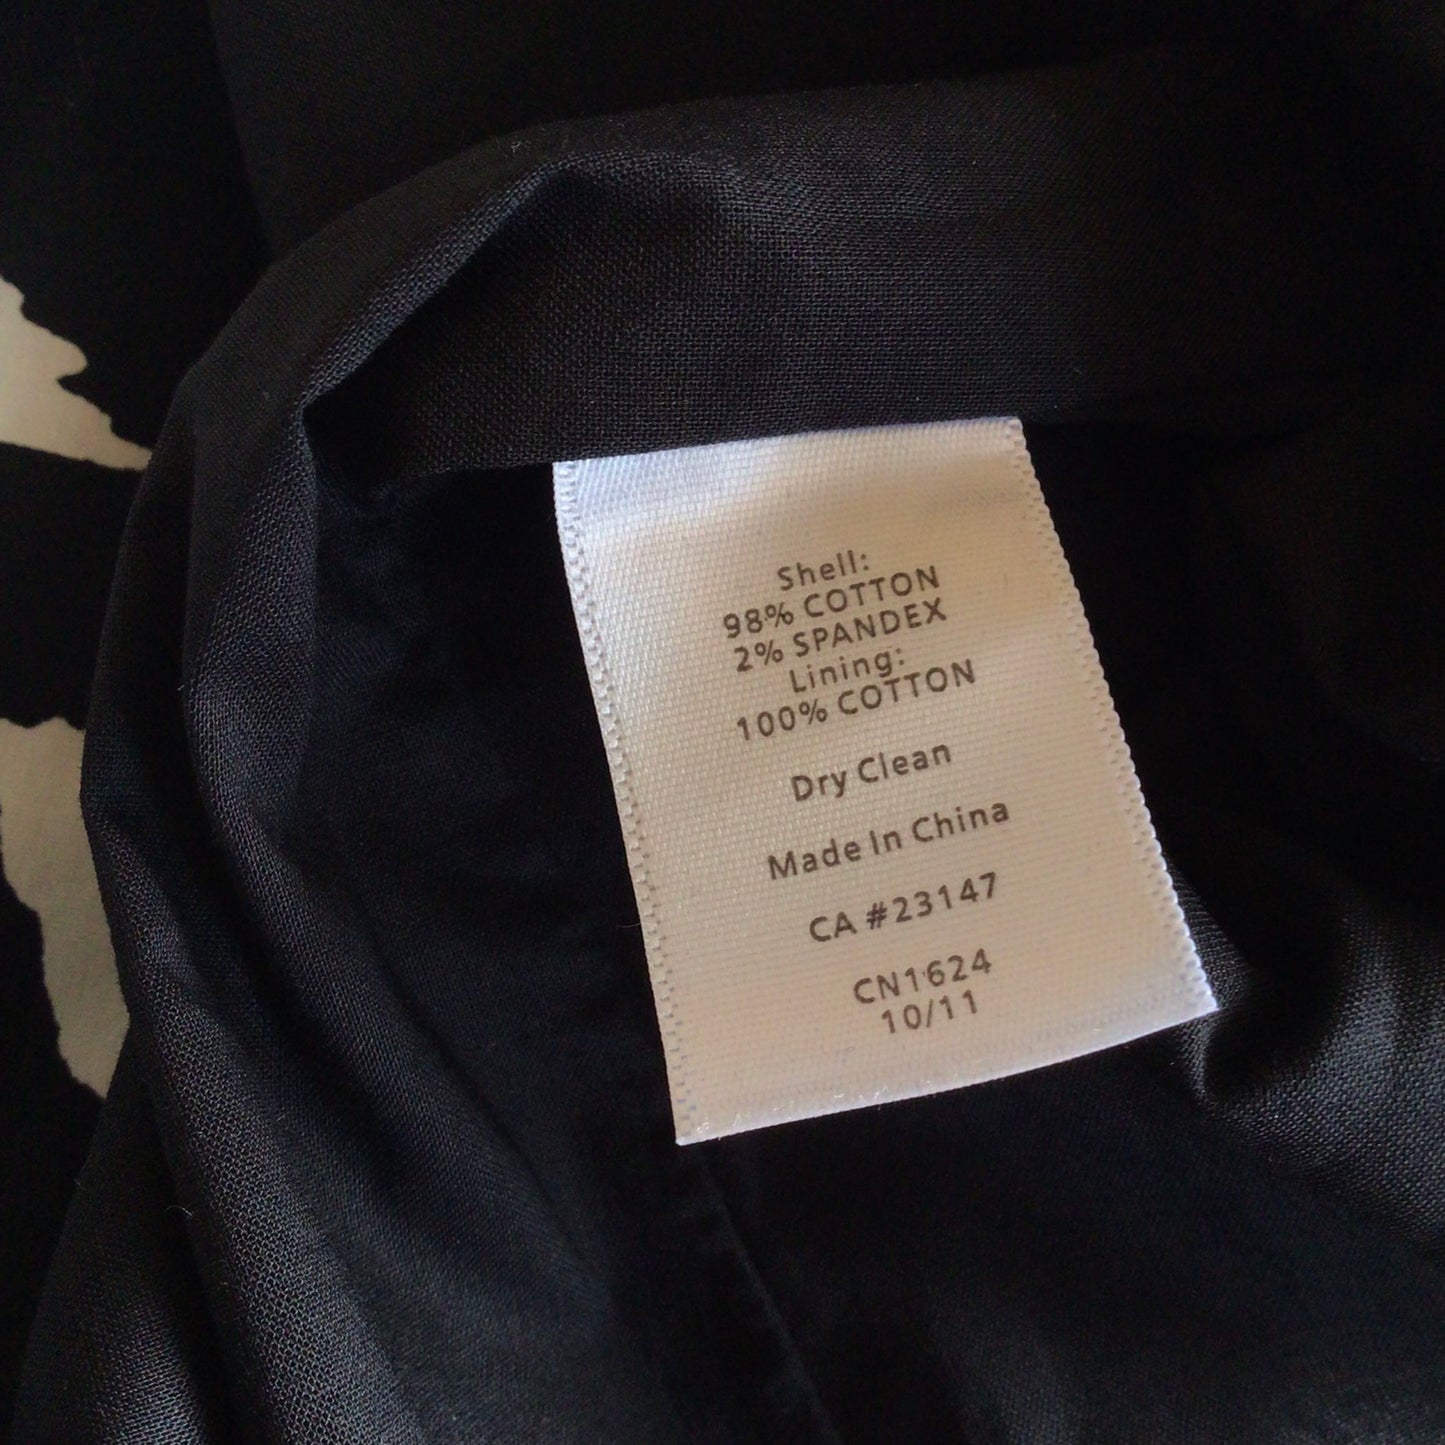 Shell:
98% COTTON
2% SPANDEX
Lining:
100% COTTON
Dry Clean
Made In China
CA #23147
CN1624
10/11